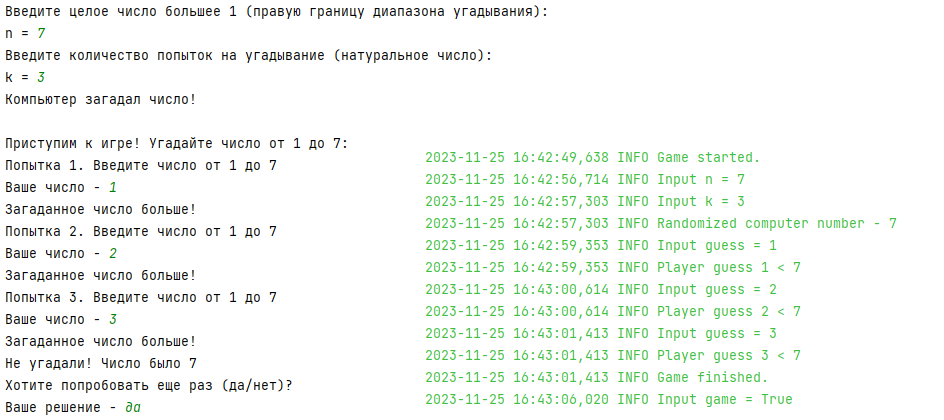 Введите целое число большее 1 (правую границу диапазона угадывания):
n = 7
Введите количество попыток на угадывание (натуральное число):
k = 3
Компьютер загадал число!
Приступим к игре! Угадайте число от 1 до 7:
Попытка 1. Введите число от 1 до 7
Ваше число - 1
Загаданное число больше!
Попытка 2. Введите число от 1 до 7
Ваше число - 2
Загаданное число больше!
Попытка 3. Введите число от 1 до 7
Ваше число - 3
Загаданное число больше!
Не угадали! Число было 7
Хотите попробовать еще раз (да/нет)?
Ваше решение - да
2023-11-25 16:42:49,638 INFO Game started.
2023-11-25 16:42:56,714 INFO Input n = 7
2023-11-25 16:42:57,303 INFO Input k = 3
2023-11-25 16:42:57,303 INFO Randomized computer number - 7
2023-11-25 16:42:59,353 INFO Input guess = 1
2023-11-25 16:42:59,353 INFO Player guess 1 < 7
2023-11-25 16:43:00,614 INFO Input guess = 2
2023-11-25 16:43:00,614 INFO Player guess 2 < 7
2023-11-25 16:43:01,413 INFO Input guess = 3
2023-11-25 16:43:01,413 INFO Player guess 3 < 7
2023-11-25 16:43:01,413 INFO Game finished.
2023-11-25 16:43:06,020 INFO Input game = True